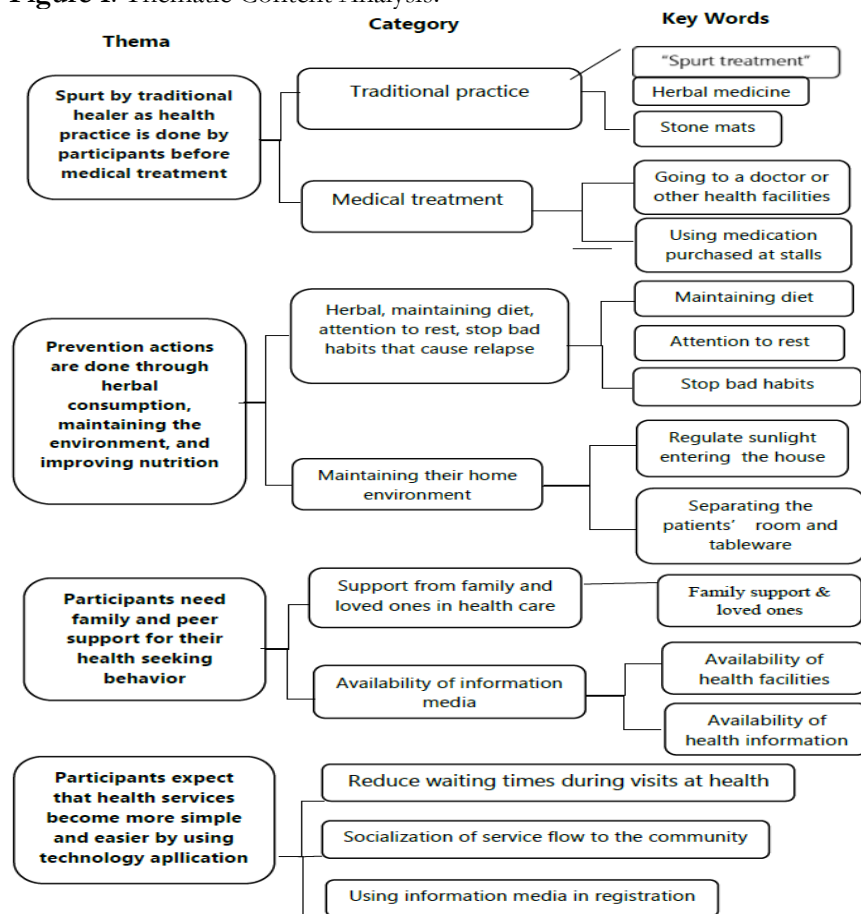 Figure 1. Thematic Content Analysis.
Thema
Category
Key Words
Spurt by traditional
healer as health
practice is done by
participants before
medical treatment
Traditional practice
"Spurt treatment"
Herbal medicine
Stone mats
Medical treatment
Going to a doctor or
other health facilities
Using medication
purchased at stalls
Prevention actions
are done through
herbal
consumption,
maintaining the
environment, and
improving nutrition
Herbal, maintaining diet,
attention to rest, stop bad
habits that cause relapse
Maintaining diet
Attention to rest
Stop bad habits
Maintaining their home
environment
Regulate sunlight
entering the house
Separating the
patients' room and
tableware
Participants need
family and peer
support for their
health seeking
behavior
Support from family and
loved ones in health care
Family support &
loved ones
Availability of information
media
Availability of
health facilities
Availability of
health information
Participants expect
that health services
become more simple
and easier by using
technology apllication
Reduce waiting times during visits at health
Socialization of service flow to the community
Using information media in registration